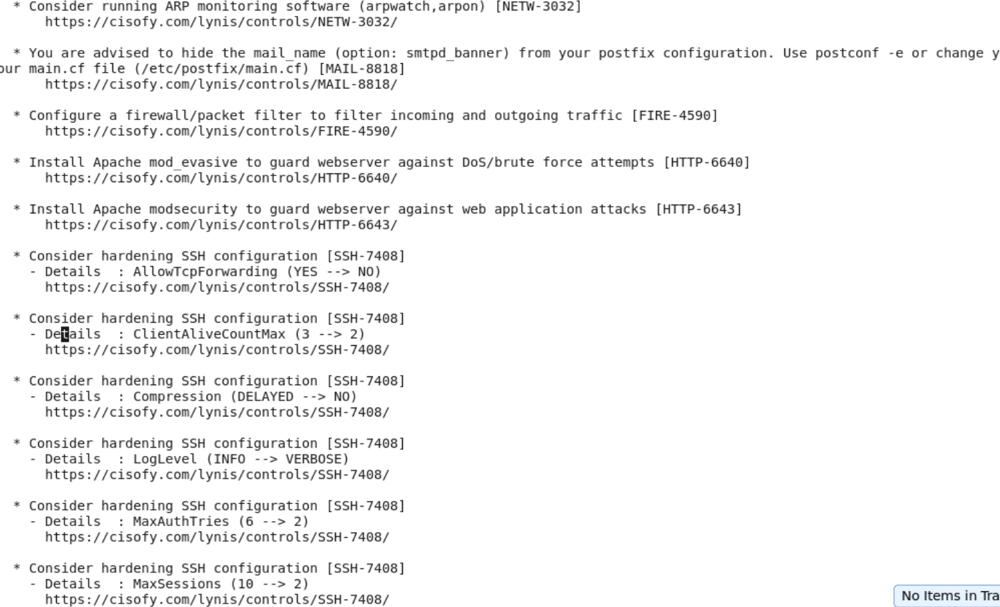 * Consider running ARP monitoring software (arpwatch,arpon) [NETW-3032]
https://cisofy.com/lynis/controls/NETW-3032/
* You are advised to hide the mail_name (option: smtpd_banner) from your postfix configuration. Use postconf -e or change y
our main.cf file (/etc/postfix/main.cf) [MAIL-8818]
https://cisofy.com/lynis/controls/MAIL-8818/
* Configure a firewall/packet filter to filter incoming and outgoing traffic [FIRE-4590]
https://cisofy.com/lynis/controls/FIRE-4590/
* Install Apache mod_evasive to guard webserver against DoS/brute force attempts [HTTP-6640]
https://cisofy.com/lynis/controls/HTTP-6640/
* Install Apache modsecurity to guard webserver against web application attacks [HTTP-6643]
https://cisofy.com/lynis/controls/HTTP-6643/
* Consider hardening SSH configuration [SSH-7408]
- Details  : AllowTcpForwarding (YES --> NO)
https://cisofy.com/lynis/controls/SSH-7408/
* Consider hardening SSH configuration [SSH-7408]
- Details  : ClientAliveCountMax (3 --> 2)
https://cisofy.com/lynis/controls/SSH-7408/
* Consider hardening SSH configuration [SSH-7408]
- Details  : Compression (DELAYED --> NO)
https://cisofy.com/lynis/controls/SSH-7408/
* Consider hardening SSH configuration [SSH-7408]
- Details  : LogLevel (INFO --> VERBOSE)
https://cisofy.com/lynis/controls/SSH-7408/
* Consider hardening SSH configuration [SSH-7408]
- Details  : MaxAuthTries (6 --> 2)
https://cisofy.com/lynis/controls/SSH-7408/
* Consider hardening SSH configuration [SSH-7408]
- Details  : MaxSessions (10 --> 2)
https://cisofy.com/lynis/controls/SSH-7408/
No Items in Tra